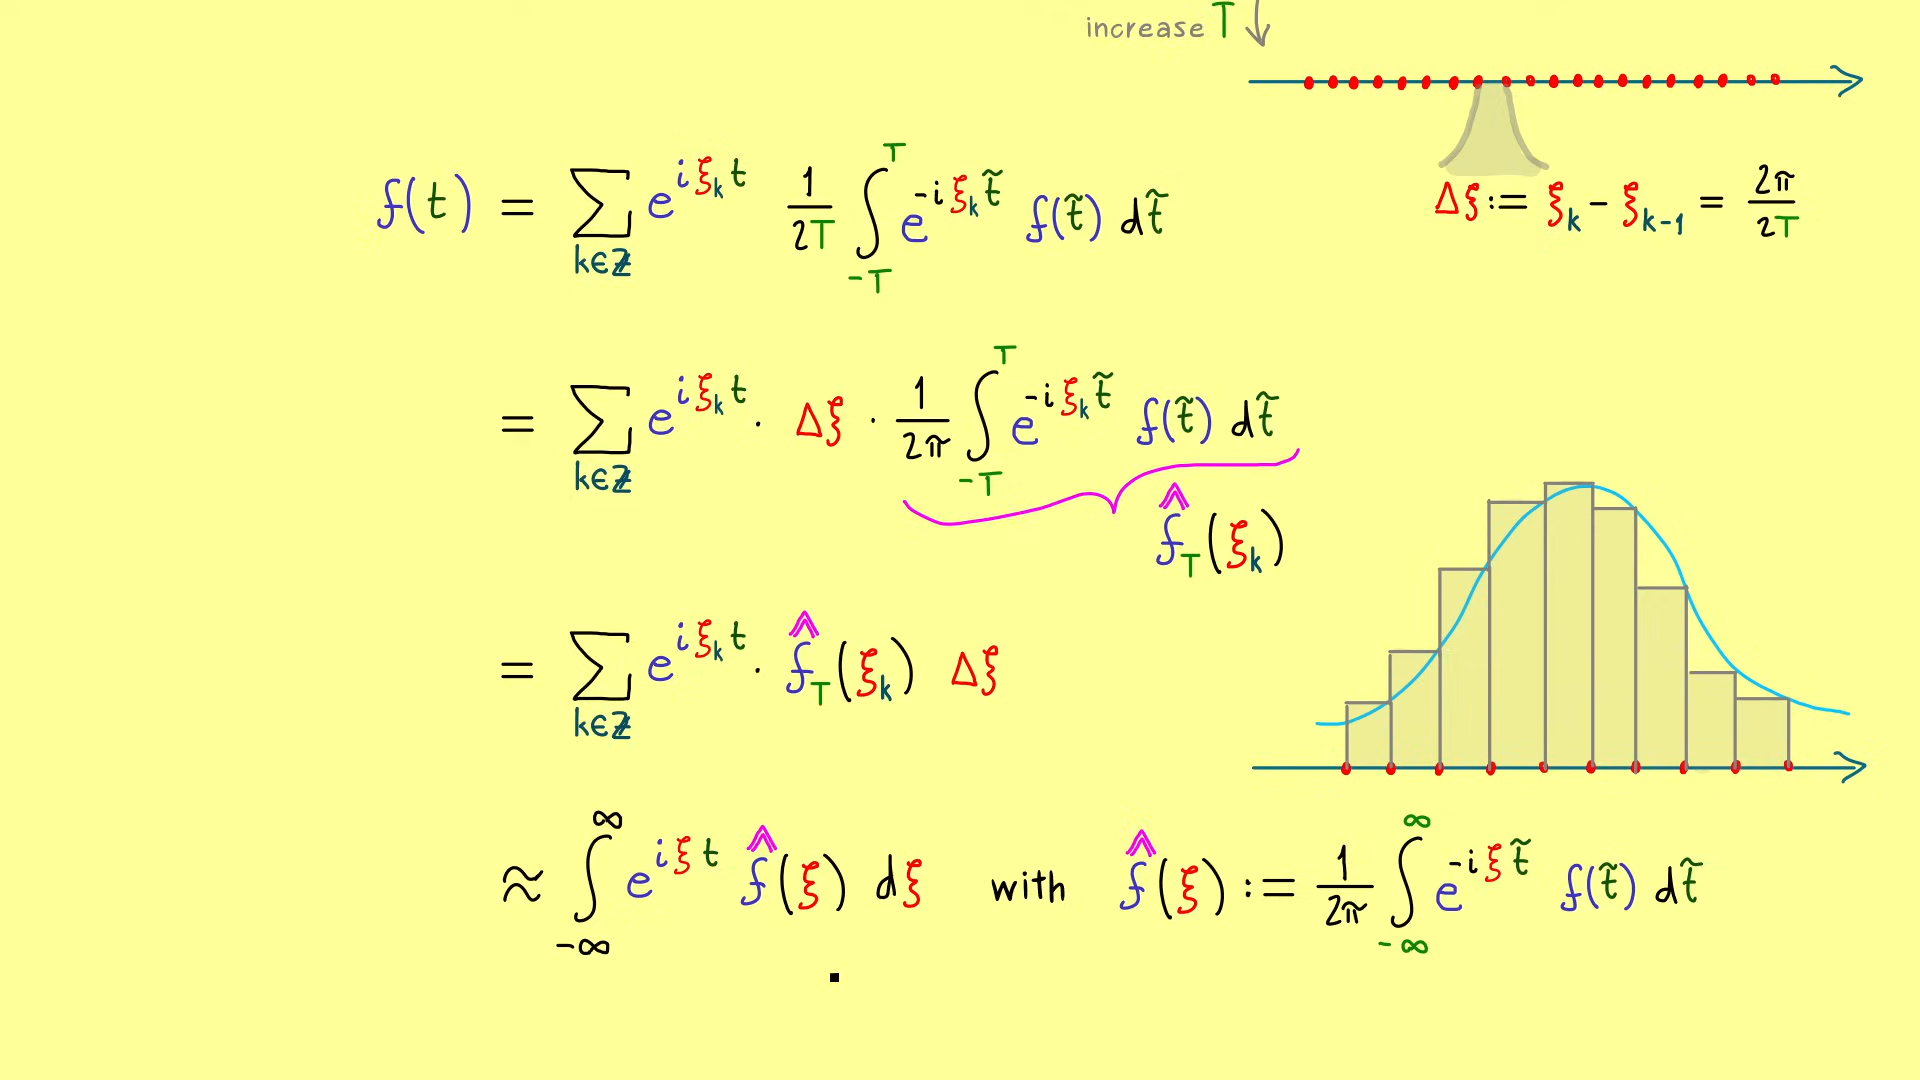 increase T ↓
f(t) = ∑_{k∈ℤ} e^{iξ_k t} 1/2T ∫_{-T}^{T} e^{-iξ_k t̃} f(t̃) dt̃
Δξ := ξ_k - ξ_{k-1} = 2π/2T
= ∑_{k∈ℤ} e^{iξ_k t} · Δξ · 1/2π ∫_{-T}^{T} e^{-iξ_k t̃} f(t̃) dt̃
f̂_T(ξ_k)
= ∑_{k∈ℤ} e^{iξ_k t} · f̂_T(ξ_k) Δξ
≈ ∫_{-∞}^{∞} e^{iξt} f̂(ξ) dξ with f̂(ξ) := 1/2π ∫_{-∞}^{∞} e^{-iξt̃} f(t̃) dt̃